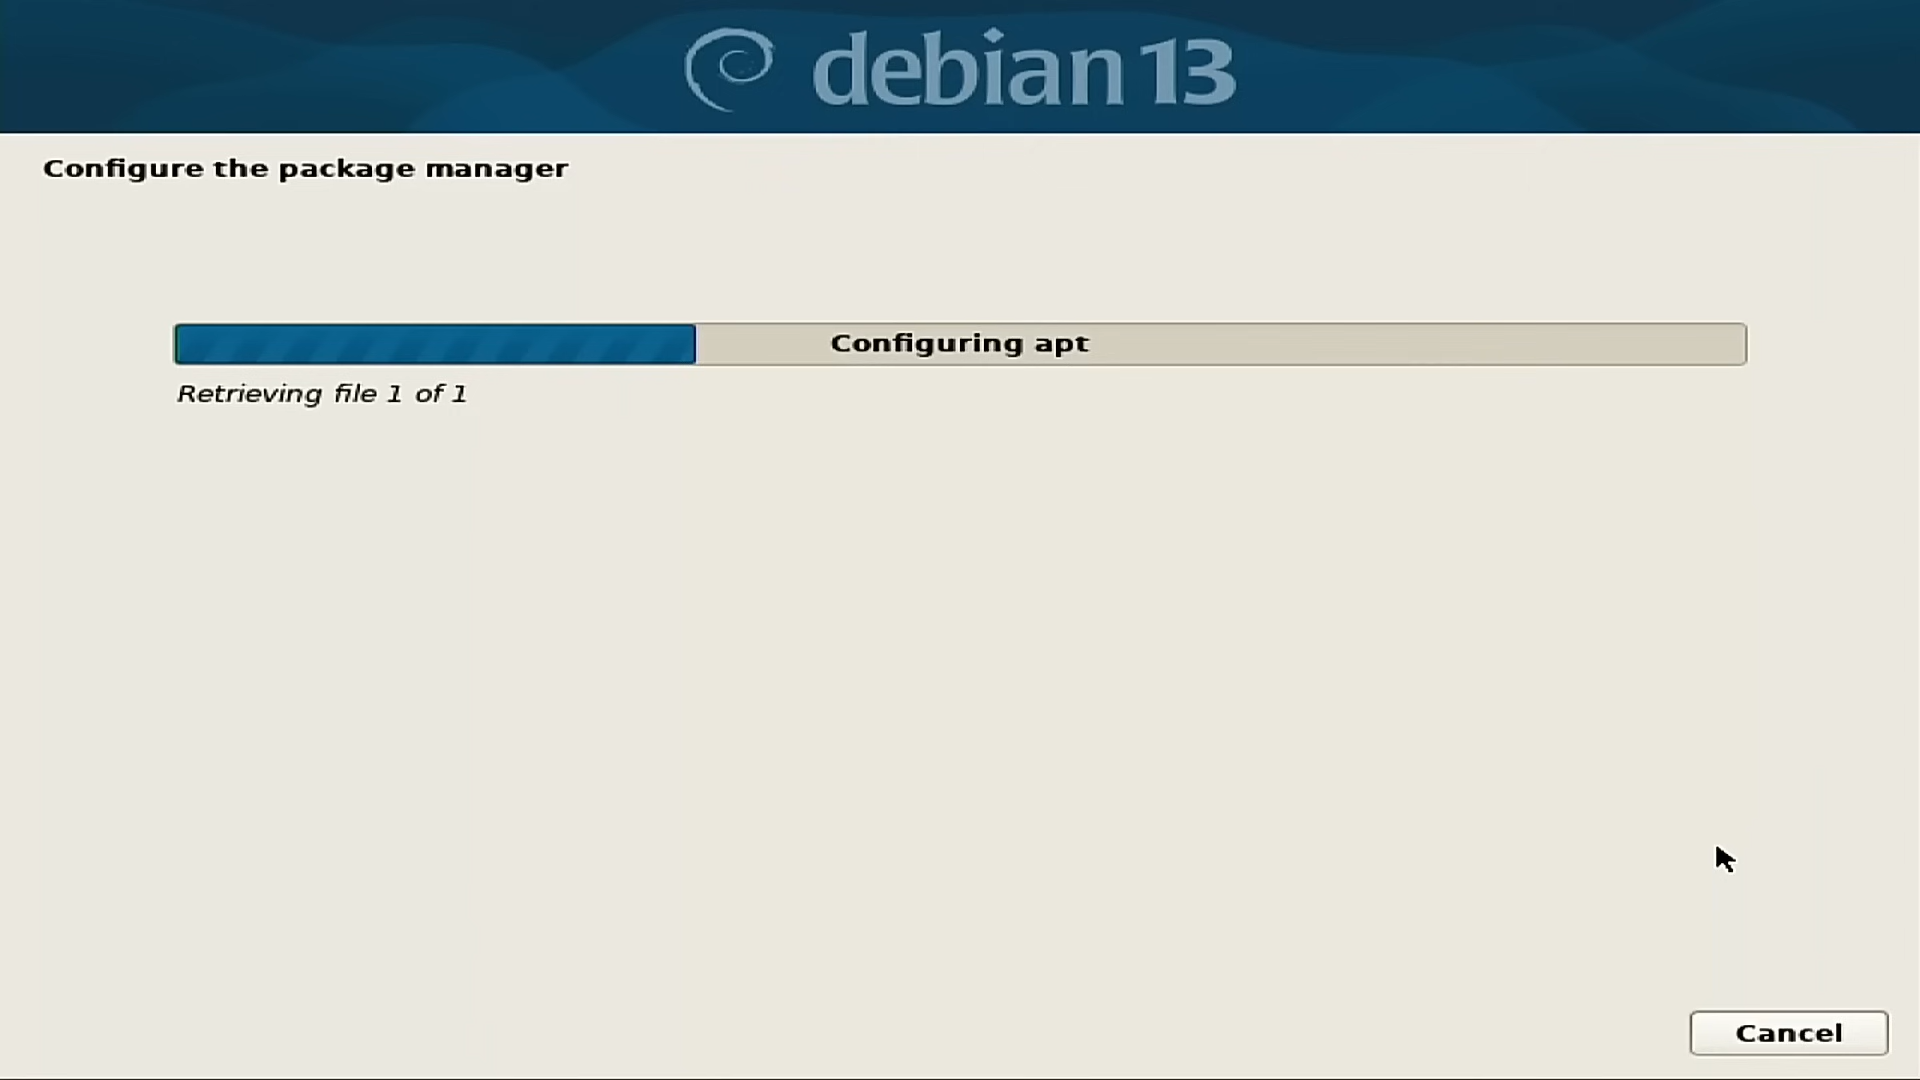 debian 13
Configure the package manager
Configuring apt
Retrieving file 1 of 1
Cancel